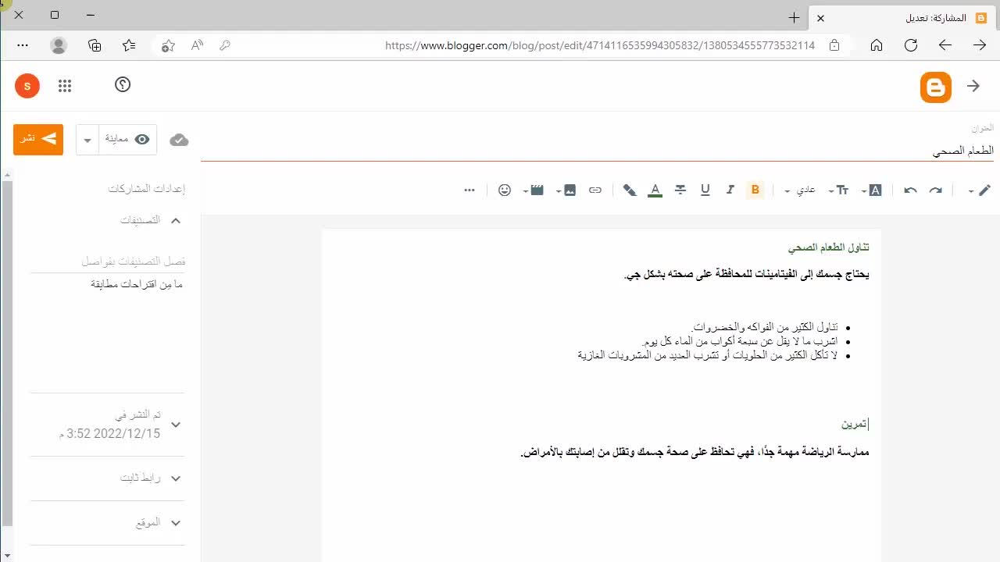 المشاركة: تعديل
https://www.blogger.com/blog/post/edit/4714116535994305832/1380534555773532114
s
العنوان
الطعام الصحي
نشر
معاينة
عادي
B
إعدادات المشاركات
التصنيفات
فصل التصنيفات بفواصل
ما مِن اقتراحات مطابقة
تم النشر في
2022/12/15 3:52 م
رابط ثابت
الموقع
تناول الطعام الصحي
يحتاج جسمك إلى الفيتامينات للمحافظة على صحته بشكل جي.
تناول الكثير من الفواكه والخضروات.
اشرب ما لا يقل عن سبعة أكواب من الماء كل يوم.
لا تأكل الكثير من الحلويات أو تشرب العديد من المشروبات الغازية
تمرين
ممارسة الرياضة مهمة جدًا، فهي تحافظ على صحة جسمك وتقلل من إصابتك بالأمراض.